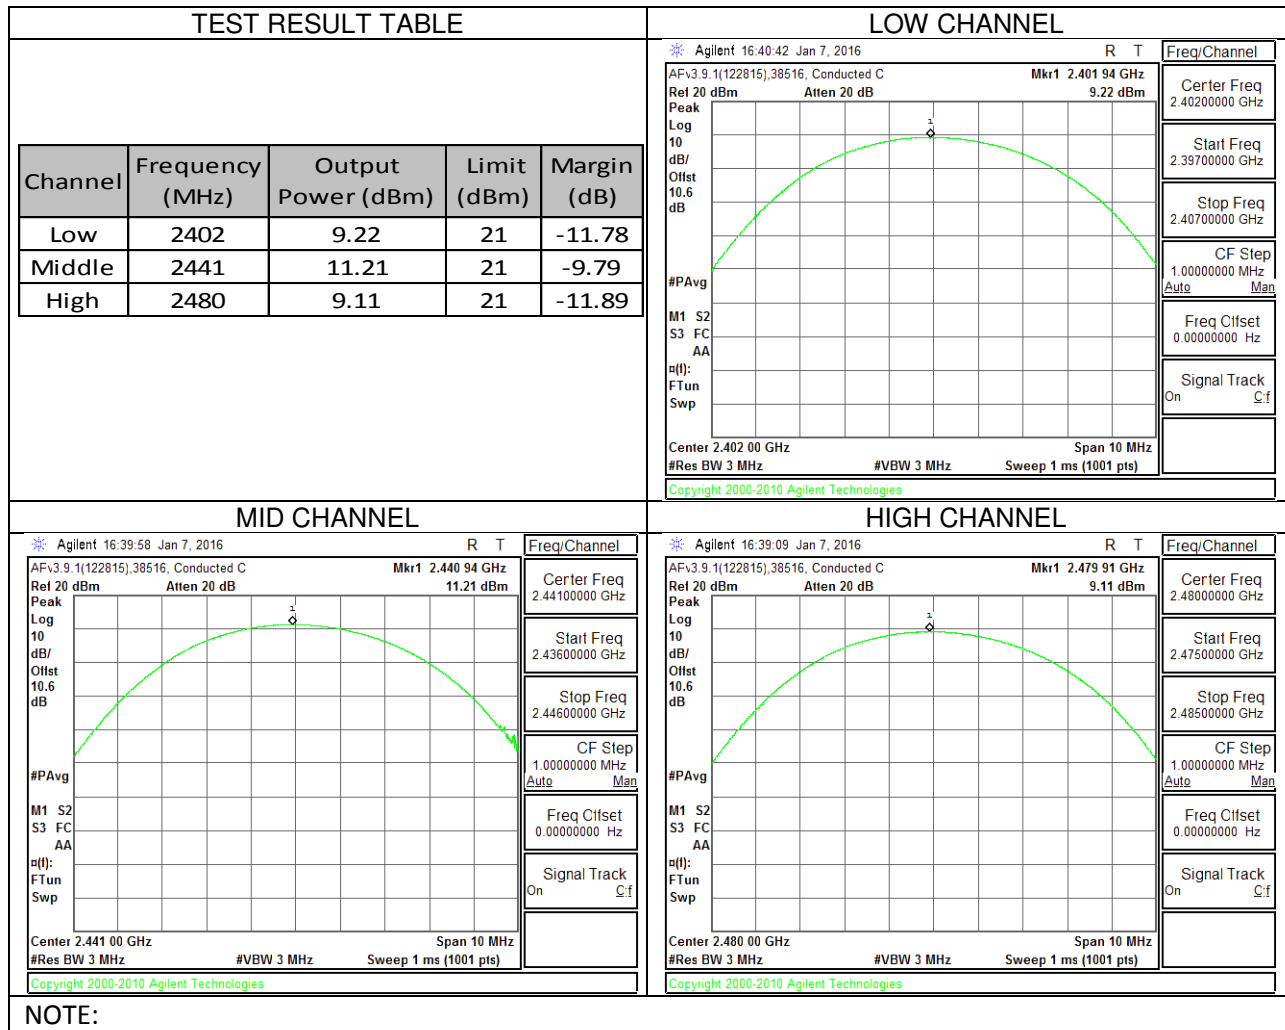 TEST RESULT TABLE
Channel Frequency (MHz) Output Power (dBm) Limit (dBm) Margin (dB)
Low 2402 9.22 21 -11.78
Middle 2441 11.21 21 -9.79
High 2480 9.11 21 -11.89
LOW CHANNEL
Agilent 16:40:42 Jan 7, 2016 R T
AFv3.9.1(122815),38516, Conducted C Mkr1 2.401 94 GHz
Ref 20 dBm Atten 20 dB 9.22 dBm
Peak
Log
10
dB/
Offst
10.6
dB
#PAvg
M1 S2
S3 FC
AA
¤(f):
FTun
Swp
1
Center 2.402 00 GHz Span 10 MHz
#Res BW 3 MHz #VBW 3 MHz Sweep 1 ms (1001 pts)
Copyright 2000-2010 Agilent Technologies
Freq/Channel
Center Freq
2.40200000 GHz
Start Freq
2.39700000 GHz
Stop Freq
2.40700000 GHz
CF Step
1.00000000 MHz
Auto Man
Freq Offset
0.00000000 Hz
Signal Track
On Off
MID CHANNEL
Agilent 16:39:58 Jan 7, 2016 R T
AFv3.9.1(122815),38516, Conducted C Mkr1 2.440 94 GHz
Ref 20 dBm Atten 20 dB 11.21 dBm
Peak
Log
10
dB/
Offst
10.6
dB
#PAvg
M1 S2
S3 FC
AA
¤(f):
FTun
Swp
1
Center 2.441 00 GHz Span 10 MHz
#Res BW 3 MHz #VBW 3 MHz Sweep 1 ms (1001 pts)
Copyright 2000-2010 Agilent Technologies
Freq/Channel
Center Freq
2.44100000 GHz
Start Freq
2.43600000 GHz
Stop Freq
2.44600000 GHz
CF Step
1.00000000 MHz
Auto Man
Freq Offset
0.00000000 Hz
Signal Track
On Off
HIGH CHANNEL
Agilent 16:39:09 Jan 7, 2016 R T
AFv3.9.1(122815),38516, Conducted C Mkr1 2.479 91 GHz
Ref 20 dBm Atten 20 dB 9.11 dBm
Peak
Log
10
dB/
Offst
10.6
dB
#PAvg
M1 S2
S3 FC
AA
¤(f):
FTun
Swp
1
Center 2.480 00 GHz Span 10 MHz
#Res BW 3 MHz #VBW 3 MHz Sweep 1 ms (1001 pts)
Copyright 2000-2010 Agilent Technologies
Freq/Channel
Center Freq
2.48000000 GHz
Start Freq
2.47500000 GHz
Stop Freq
2.48500000 GHz
CF Step
1.00000000 MHz
Auto Man
Freq Offset
0.00000000 Hz
Signal Track
On Off
NOTE: